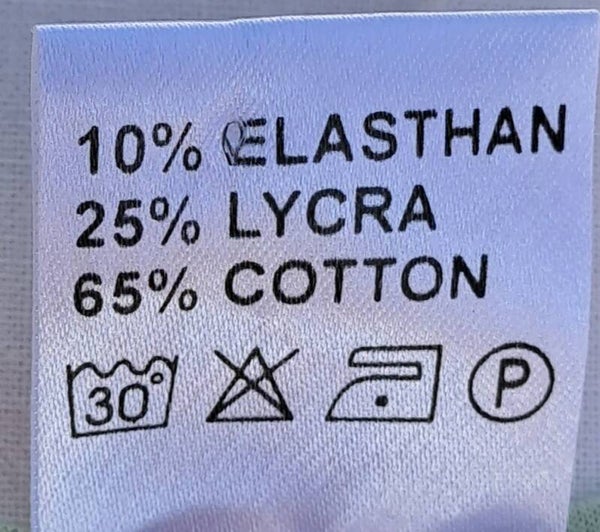 10% ELASTHAN
25% LYCRA
65% COTTON
30° P